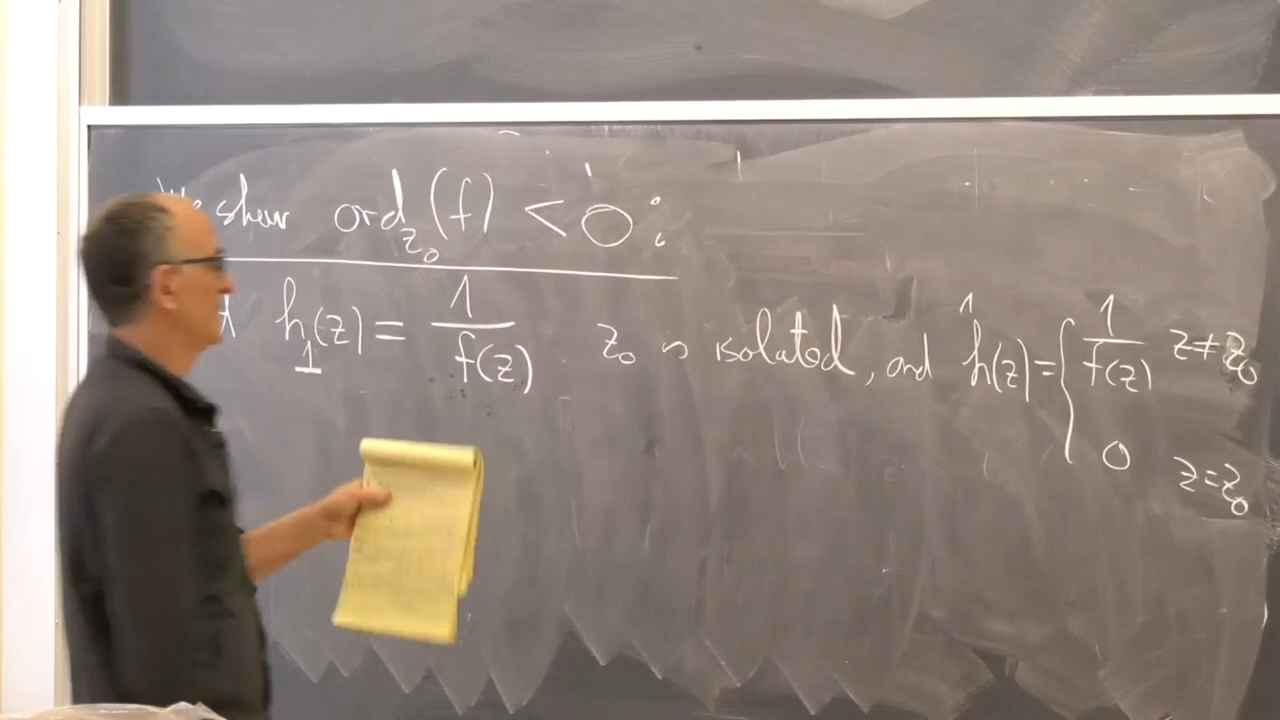 show ord_{z_0}(f) < 0:
h_1(z) = 1/f(z). z_0 is isolated, and ĥ(z) = { 1/f(z) z ≠ z_0
0 z = z_0